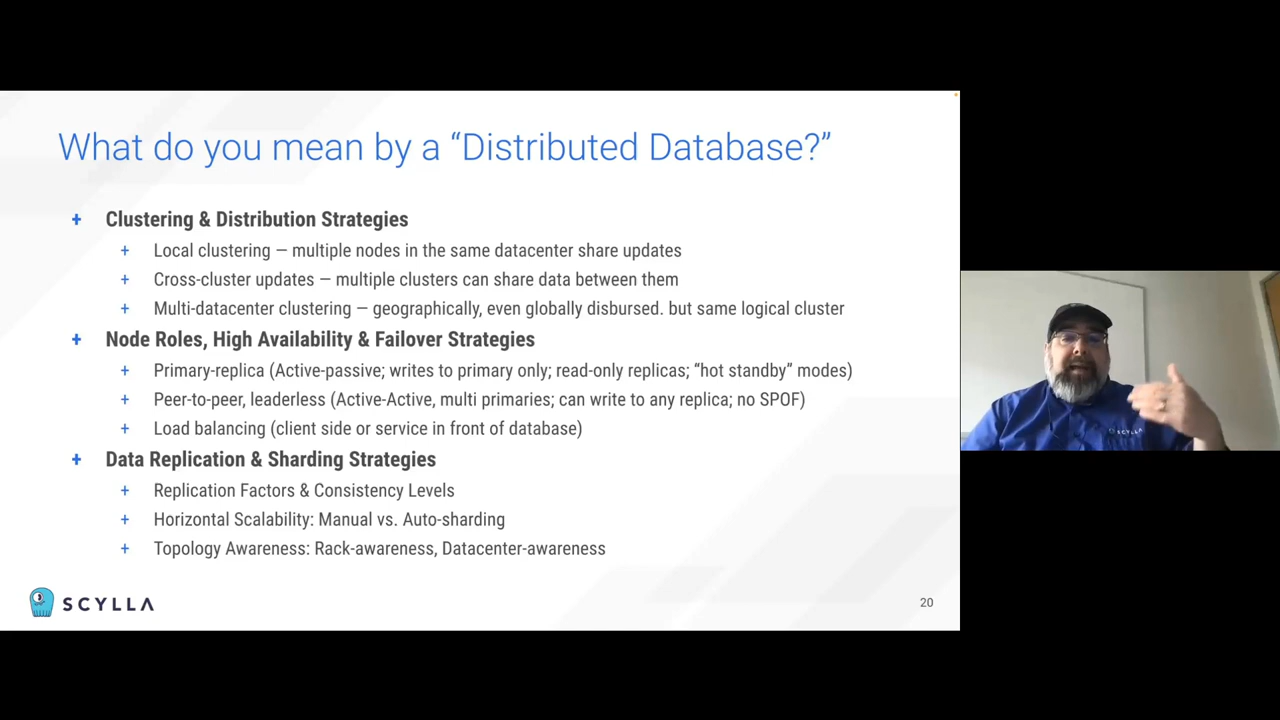 What do you mean by a “Distributed Database?”
+ Clustering & Distribution Strategies
+ Local clustering — multiple nodes in the same datacenter share updates
+ Cross-cluster updates — multiple clusters can share data between them
+ Multi-datacenter clustering — geographically, even globally disbursed. but same logical cluster
+ Node Roles, High Availability & Failover Strategies
+ Primary-replica (Active-passive; writes to primary only; read-only replicas; “hot standby” modes)
+ Peer-to-peer, leaderless (Active-Active, multi primaries; can write to any replica; no SPOF)
+ Load balancing (client side or service in front of database)
+ Data Replication & Sharding Strategies
+ Replication Factors & Consistency Levels
+ Horizontal Scalability: Manual vs. Auto-sharding
+ Topology Awareness: Rack-awareness, Datacenter-awareness
SCYLLA
20
SCYLLA